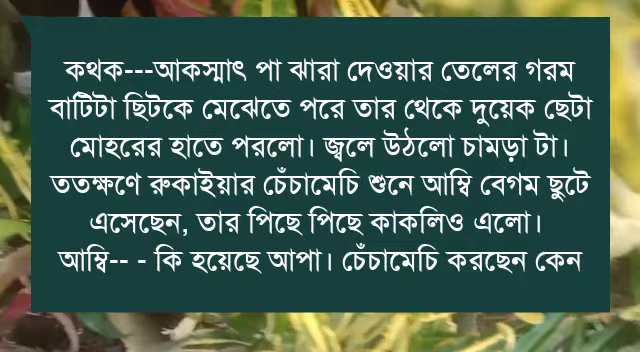 কথক---আকস্মাৎ পা ঝারা দেওয়ার তেলের গরম
বাটিটা ছিটকে মেঝেতে পরে তার থেকে দুয়েক ছেটা
মোহরের হাতে পরলো। জ্বলে উঠলো চামড়া টা।
ততক্ষণে রুকাইয়ার চেঁচামেচি শুনে আম্বি বেগম ছুটে
এসেছেন, তার পিছে পিছে কাকলিও এলো।
আম্বি-- - কি হয়েছে আপা। চেঁচামেচি করছেন কেন